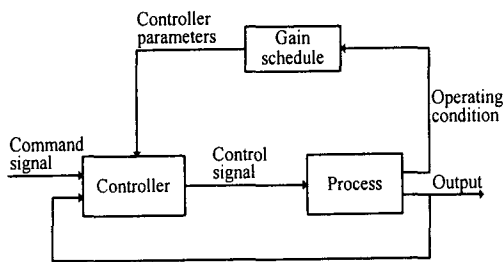 Controller
parameters
Gain
schedule
Operating
condition
Command
signal
Controller
Control
signal
Process
Output